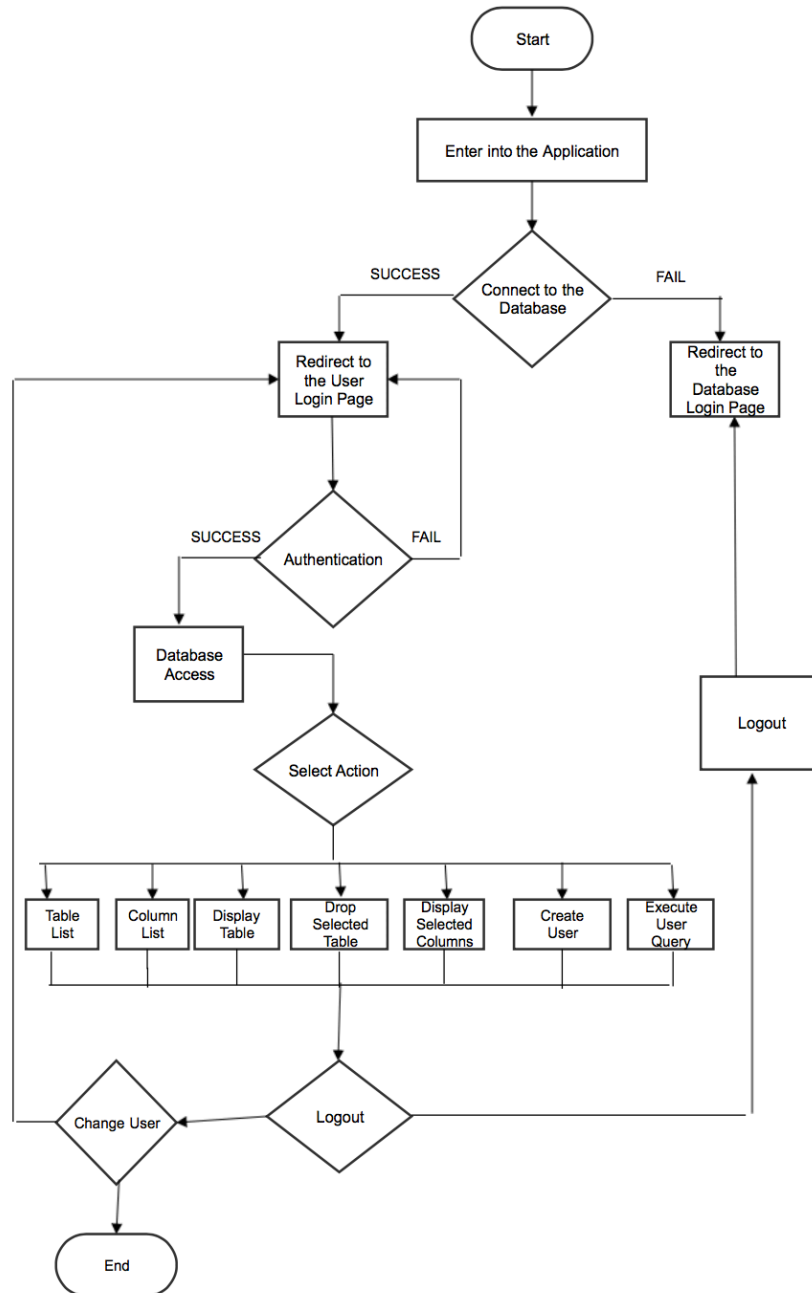 Start
Enter into the Application
SUCCESS
FAIL
Connect to the
Database
Redirect to
the User
Login Page
Redirect to
the
Database
Login Page
SUCCESS
FAIL
Authentication
Database
Access
Logout
Select Action
Table
List
Column
List
Display
Table
Drop
Selected
Table
Display
Selected
Columns
Create
User
Execute
User
Query
Change User
Logout
End